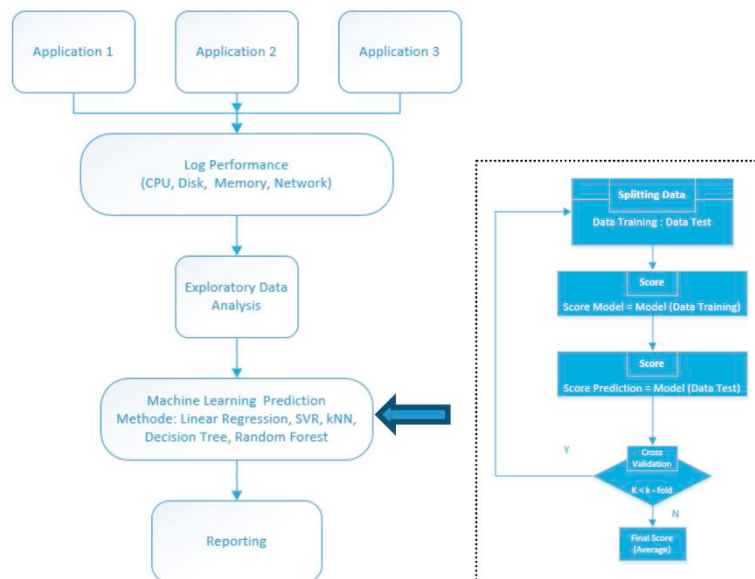 Application 1
Application 2
Application 3
Log Performance
(CPU, Disk, Memory, Network)
Exploratory Data
Analysis
Machine Learning Prediction
Methode: Linear Regression, SVR, kNN,
Decision Tree, Random Forest
Reporting
Splitting Data
Data Training : Data Test
Score
Score Model = Model (Data Training)
Score
Score Prediction = Model (Data Test)
Cross
Validation
K < k - fold
Y
N
Final Score
(Average)